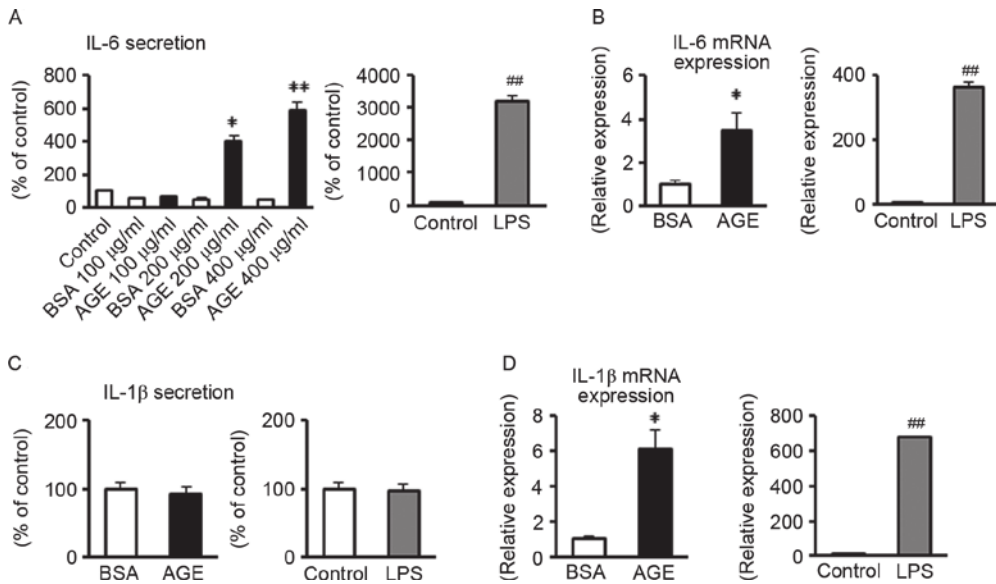 A
IL-6 secretion
(% of control)
800
600
400
200
0
ǂ
ǂǂ
Control
BSA 100 μg/ml
AGE 100 μg/ml
BSA 200 μg/ml
AGE 200 μg/ml
BSA 400 μg/ml
AGE 400 μg/ml
(% of control)
4000
3000
2000
1000
0
##
Control LPS
B
IL-6 mRNA
expression
(Relative expression)
6
4
2
0
ǂ
BSA AGE
(Relative expression)
400
200
0
##
Control LPS
C
IL-1β secretion
(% of control)
200
100
0
BSA AGE
(% of control)
200
100
0
Control LPS
D
IL-1β mRNA
expression
(Relative expression)
8
6
4
2
0
ǂ
BSA AGE
(Relative expression)
800
600
400
200
0
##
Control LPS